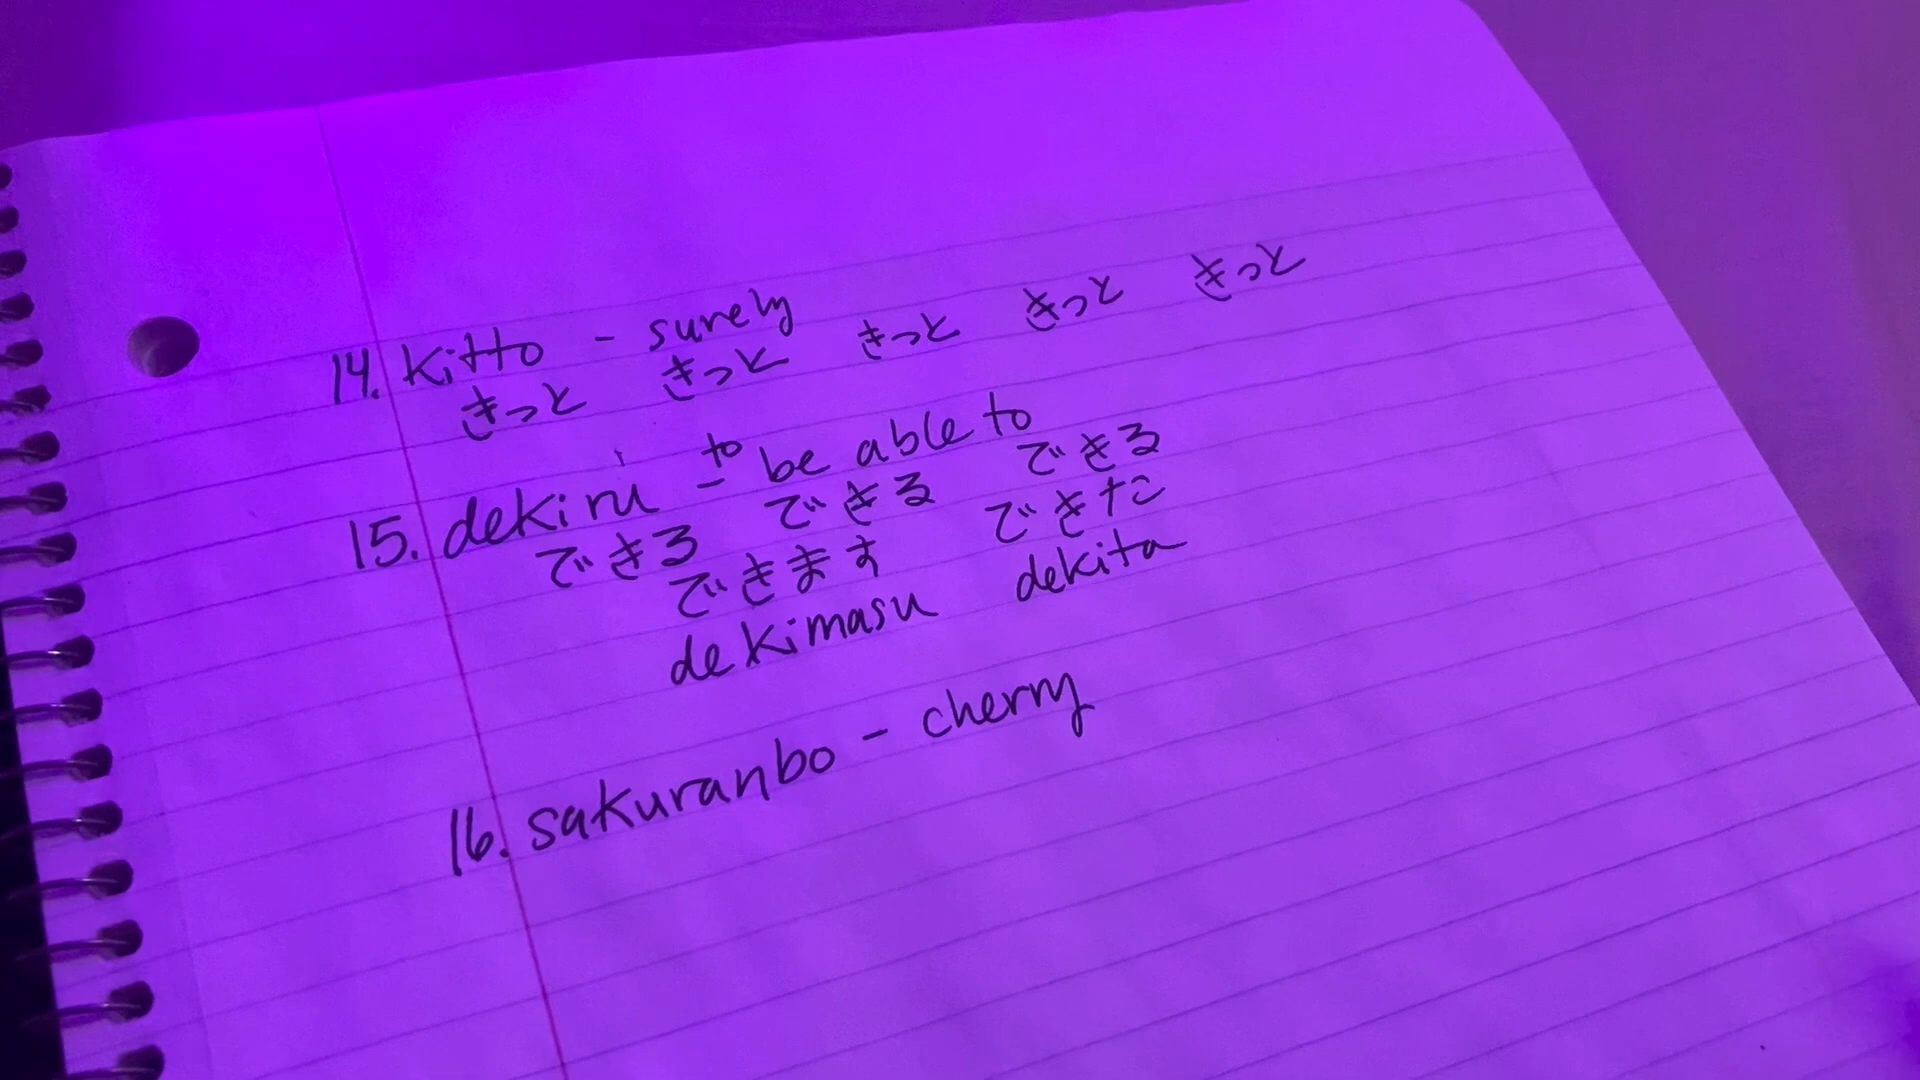 14. Kitto - surely
きっと きっと きっと きっと きっと
15. dekiru - to be able to
できる できる できる
できます できた
dekimasu dekita
16. sakuranbo - cherry